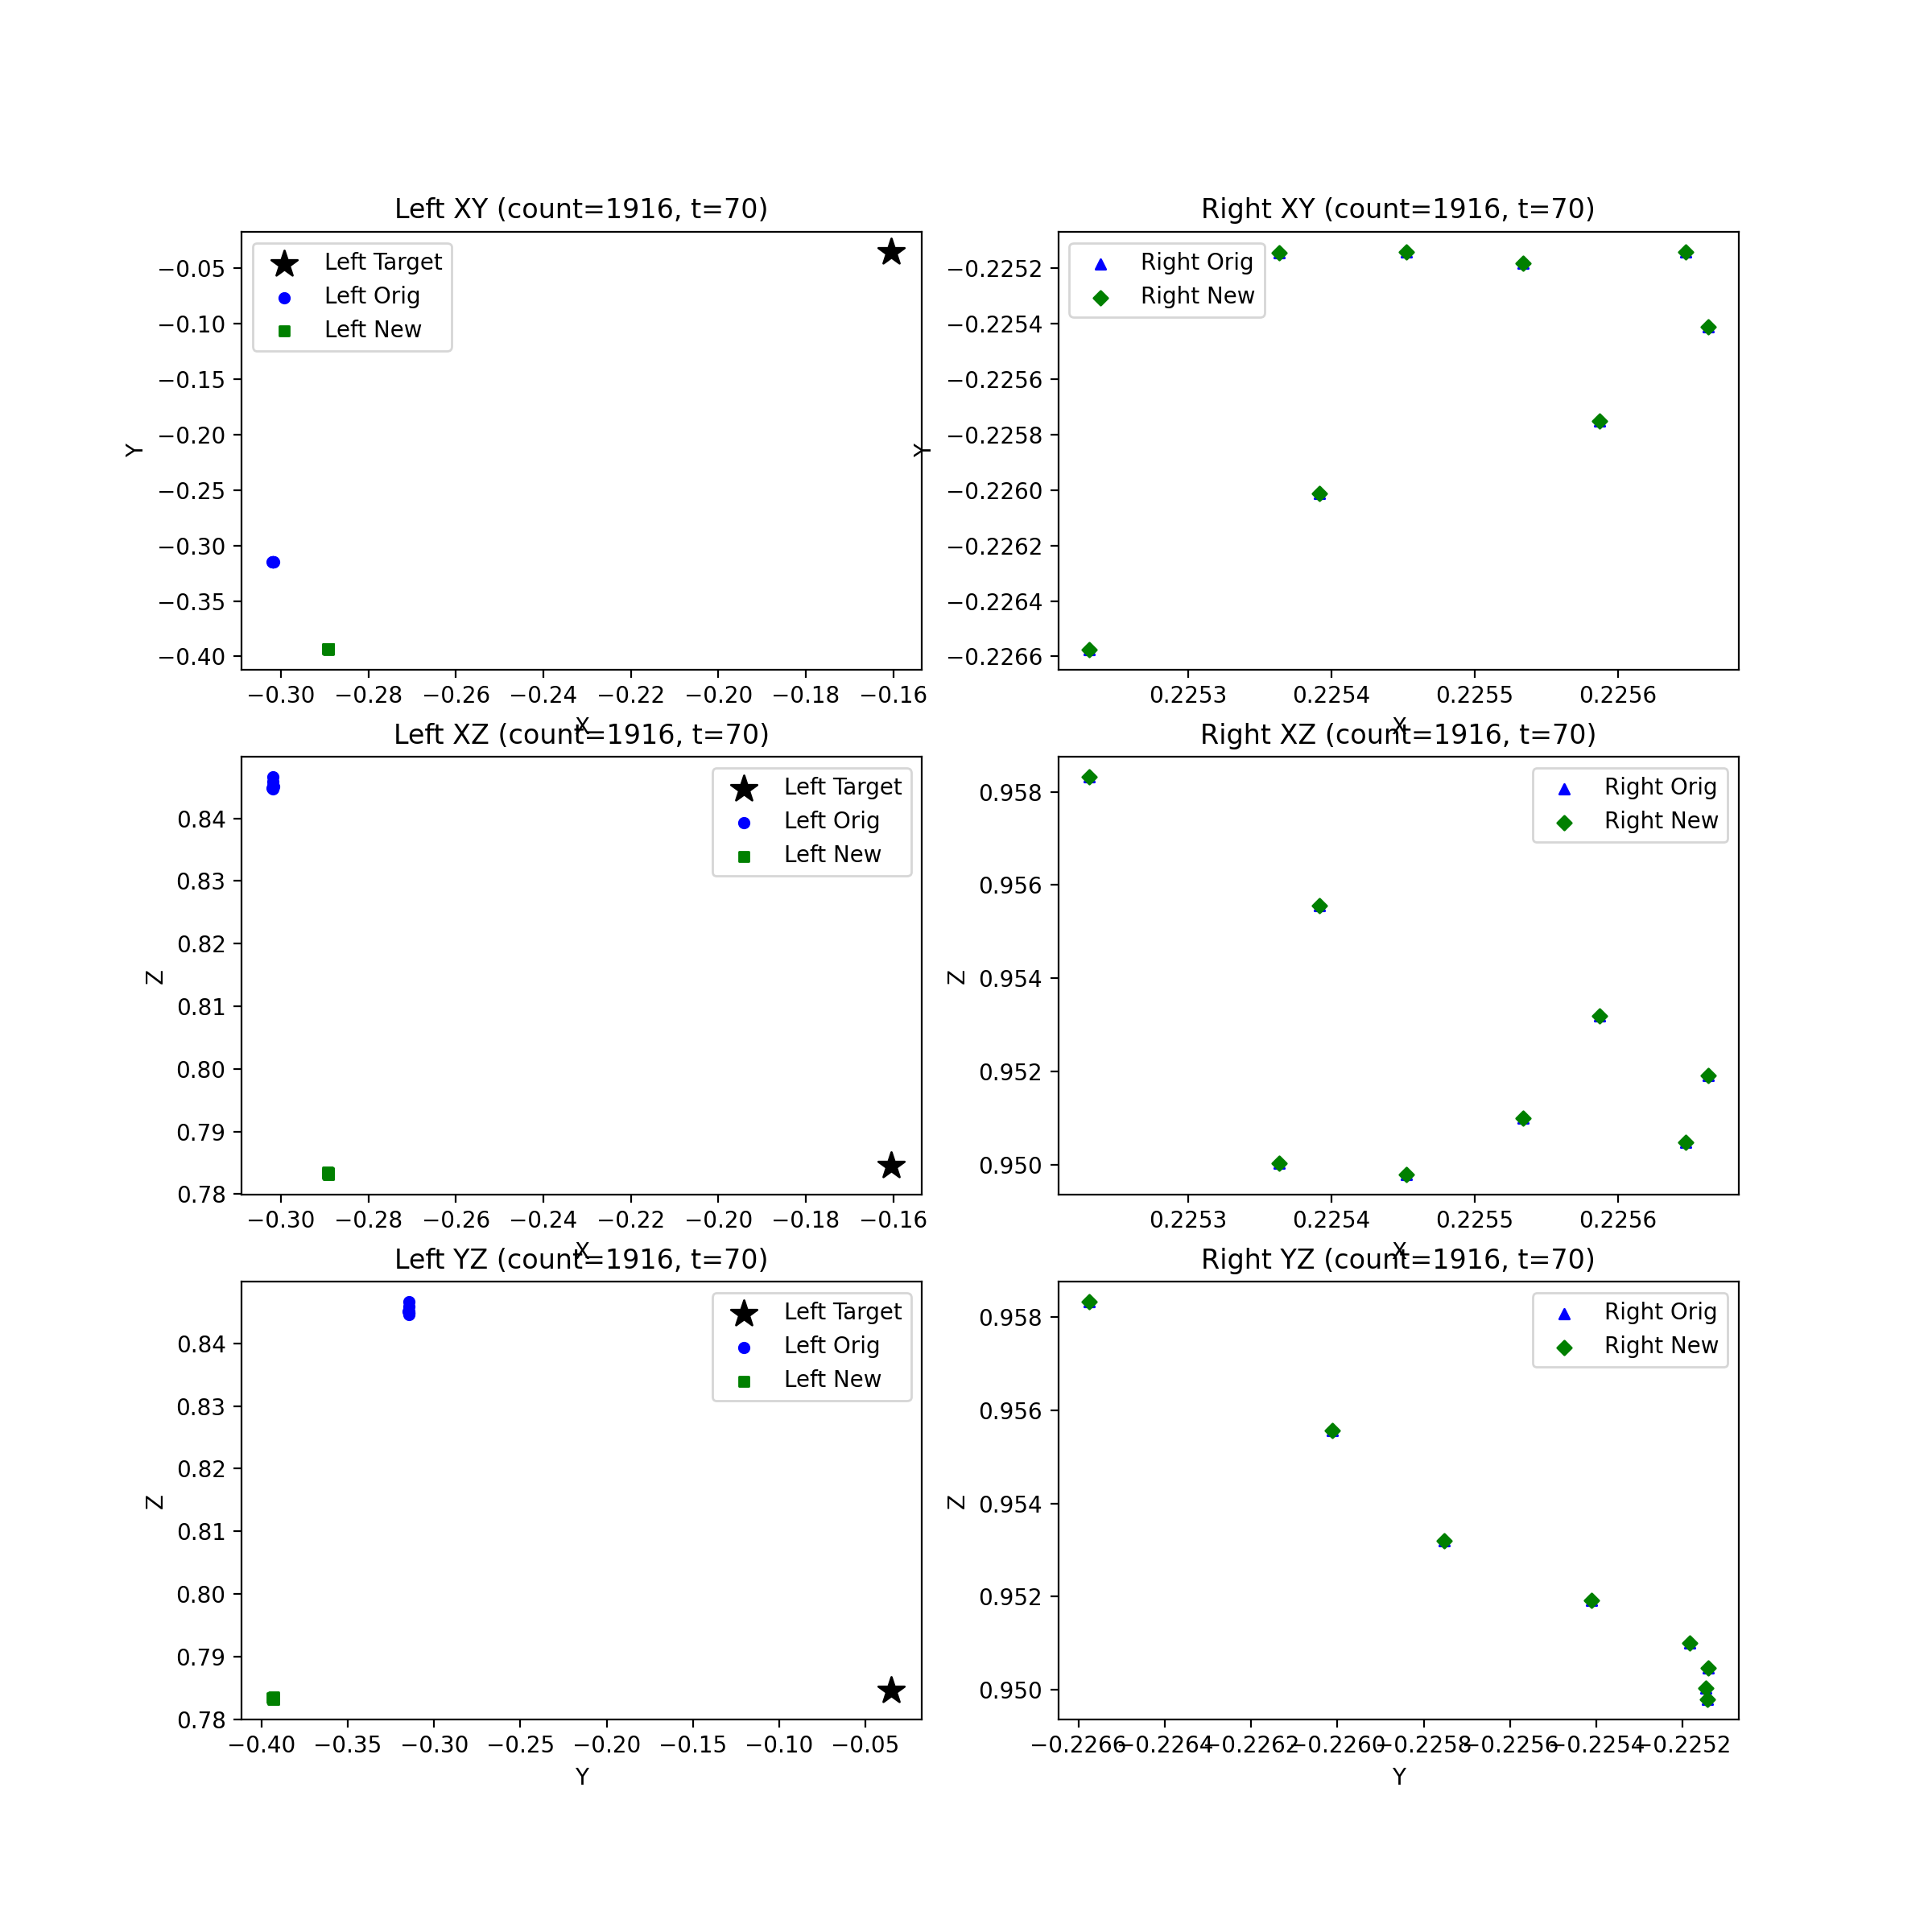 Left XY (count=1916, t=70)
Left Target
Left Orig
Left New
Y
−0.05
−0.10
−0.15
−0.20
−0.25
−0.30
−0.35
−0.40
−0.30 −0.28 −0.26 −0.24 −0.22 −0.20 −0.18 −0.16
X
Right XY (count=1916, t=70)
Right Orig
Right New
Y
−0.2252
−0.2254
−0.2256
−0.2258
−0.2260
−0.2262
−0.2264
−0.2266
0.2253 0.2254 0.2255 0.2256
X
Left XZ (count=1916, t=70)
Left Target
Left Orig
Left New
Z
0.84
0.83
0.82
0.81
0.80
0.79
0.78
−0.30 −0.28 −0.26 −0.24 −0.22 −0.20 −0.18 −0.16
X
Right XZ (count=1916, t=70)
Right Orig
Right New
Z
0.958
0.956
0.954
0.952
0.950
0.2253 0.2254 0.2255 0.2256
X
Left YZ (count=1916, t=70)
Left Target
Left Orig
Left New
Z
0.84
0.83
0.82
0.81
0.80
0.79
0.78
−0.40 −0.35 −0.30 −0.25 −0.20 −0.15 −0.10 −0.05
Y
Right YZ (count=1916, t=70)
Right Orig
Right New
Z
0.958
0.956
0.954
0.952
0.950
−0.2266 −0.2264 −0.2262 −0.2260 −0.2258 −0.2256 −0.2254 −0.2252
Y